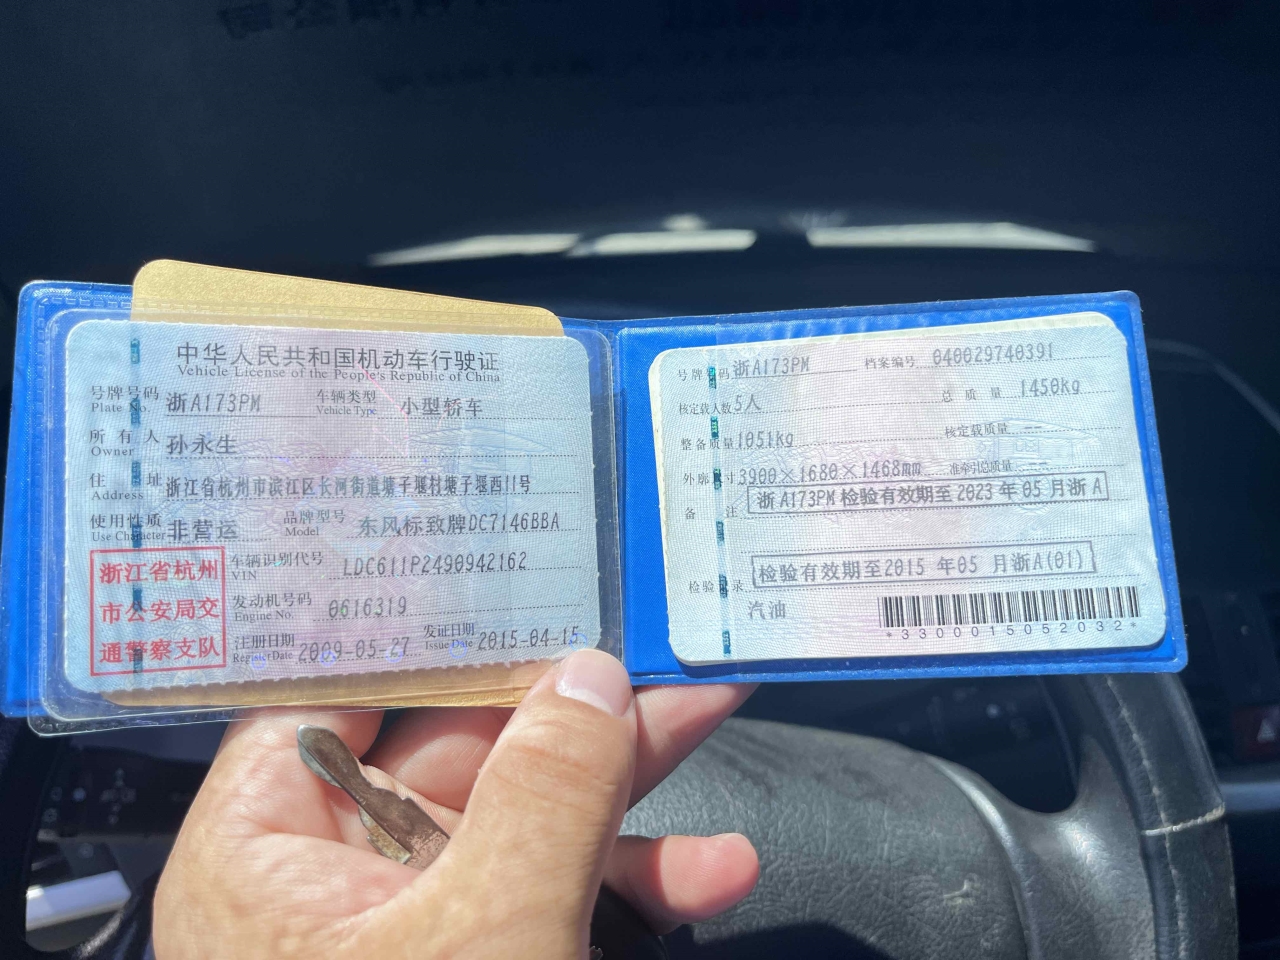 中华人民共和国机动车行驶证
Vehicle License of the People's Republic of China
号牌号码 浙A173PM 车辆类型 小型轿车
Plate No. Vehicle Type
所有人 孙永生
Owner
住址 浙江省杭州市滨江区长河街道塘子堰村塘子堰西11号
Address
使用性质 非营运 品牌型号 东风标致牌DC7146BBA
Use Character Model
浙江省杭州
市公安局交
通警察支队
车辆识别代号 LDC611P2490942162
VIN
发动机号码 0616319
Engine No.
注册日期 2009-05-27 发证日期 2015-04-15
Register Date Issue Date
号牌号码 浙A173PM 档案编号 040029740391
核定载人数 5人 总质量 1450kg
整备质量 1051kg 核定载质量 --
外廓尺寸 3900×1680×1468mm 准牵引总质量 --
备注 浙A173PM 检验有效期至 2023 年 05 月浙 A
检验记录 检验有效期至2015 年05 月浙A(01)
汽油
*3300015052032*